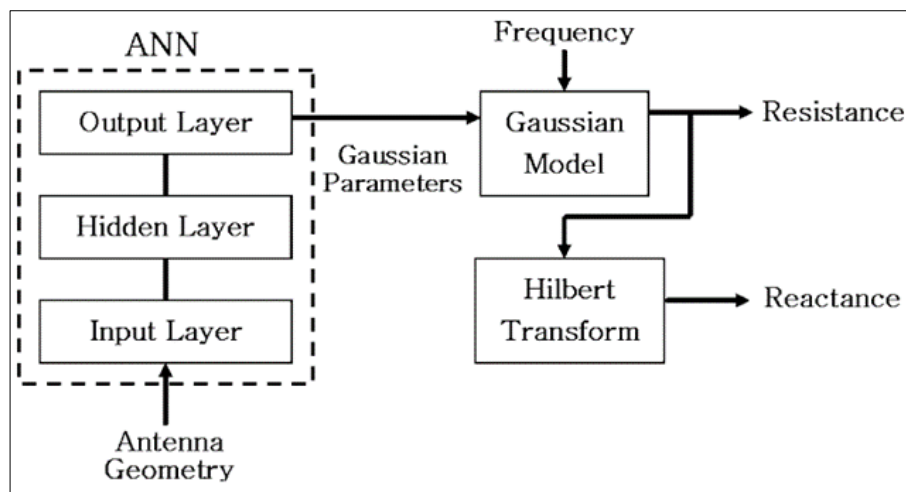 ANN
Output Layer
Hidden Layer
Input Layer
Antenna
Geometry
Gaussian
Parameters
Frequency
Gaussian
Model
Resistance
Hilbert
Transform
Reactance